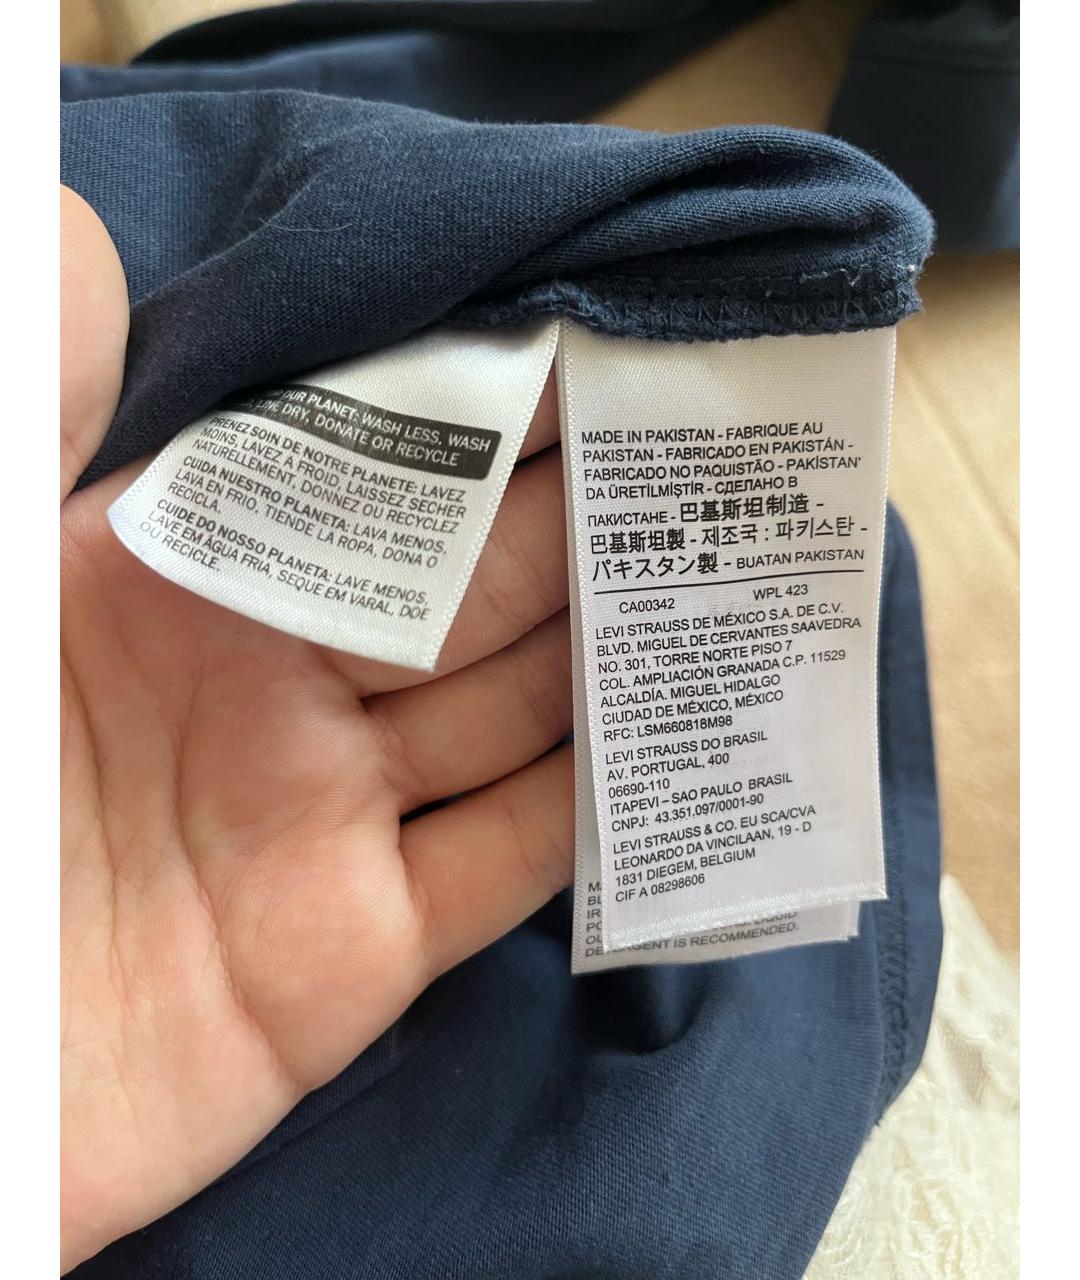 OUR PLANET: WASH LESS, WASH
LINE DRY, DONATE OR RECYCLE
PRENEZ SOIN DE NOTRE PLANETE: LAVEZ
MOINS, LAVEZ À FROID, LAISSEZ SECHER
NATURELLEMENT, DONNEZ OU RECYCLEZ
CUIDA NUESTRO PLANETA: LAVA MENOS,
LAVA EN FRIO, TIENDE LA ROPA, DONA O
RECICLA.
CUIDE DO NOSSO PLANETA: LAVE MENOS,
LAVE EM ÁGUA FRIA, SEQUE EM VARAL, DOE
OU RECICLE.
MADE IN PAKISTAN - FABRIQUE AU
PAKISTAN - FABRICADO EN PAKISTÁN -
FABRICADO NO PAQUISTÃO - PAKİSTAN'
DA ÜRETİLMİŞTİR - СДЕЛАНО В
ПАКИСТАНЕ - 巴基斯坦制造 -
巴基斯坦製 - 제조국 : 파키스탄 -
パキスタン製 - BUATAN PAKISTAN
CA00342 WPL 423
LEVI STRAUSS DE MÉXICO S.A. DE C.V.
BLVD. MIGUEL DE CERVANTES SAAVEDRA
NO. 301, TORRE NORTE PISO 7
COL. AMPLIACIÓN GRANADA C.P. 11529
ALCALDÍA. MIGUEL HIDALGO
CIUDAD DE MÉXICO, MÉXICO
RFC: LSM660818M98
LEVI STRAUSS DO BRASIL
AV. PORTUGAL, 400
06690-110
ITAPEVI – SAO PAULO BRASIL
CNPJ: 43.351.097/0001-90
LEVI STRAUSS & CO. EU SCA/CVA
LEONARDO DA VINCILAAN, 19 - D
1831 DIEGEM, BELGIUM
CIF A 08298606
LIQUID
DETERGENT IS RECOMMENDED.